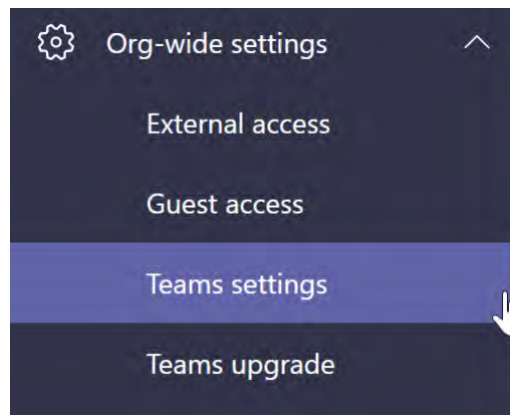 Org-wide settings
External access
Guest access
Teams settings
Teams upgrade